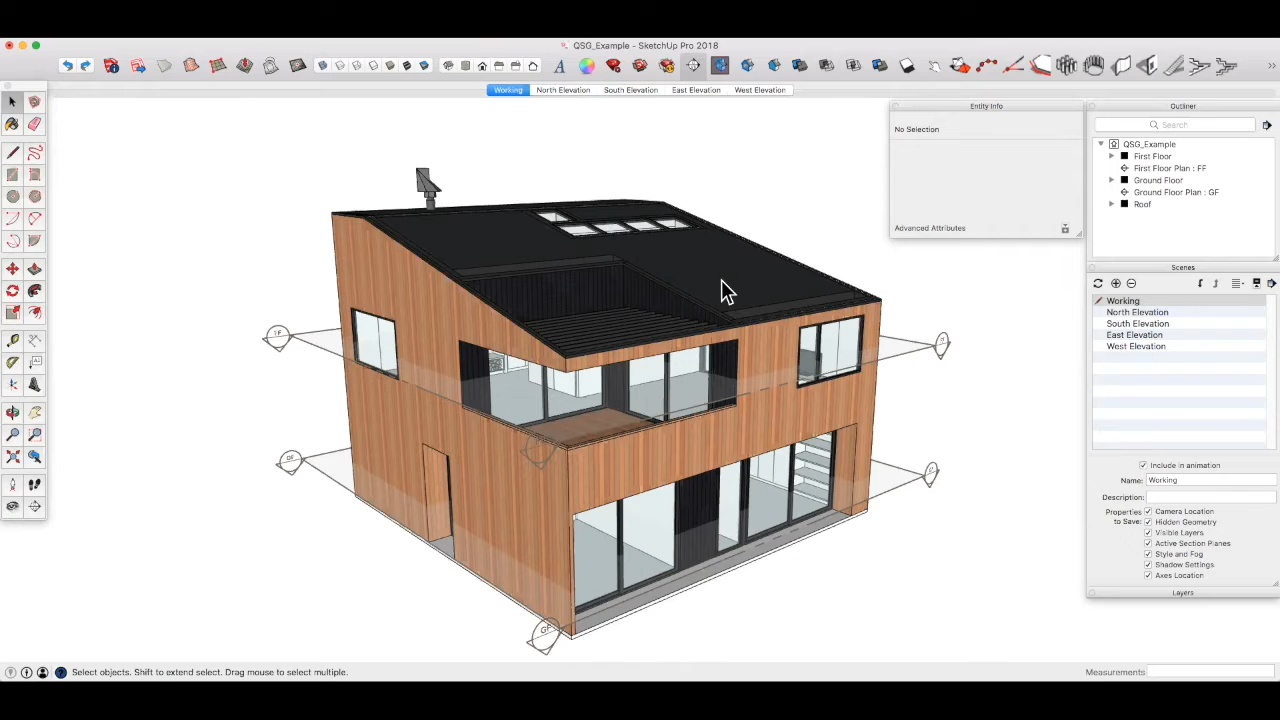 QSG_Example - SketchUp Pro 2018
Working
North Elevation
South Elevation
East Elevation
West Elevation
Entity Info
No Selection
Advanced Attributes
Outliner
Search
QSG_Example
First Floor
First Floor Plan : FF
Ground Floor
Ground Floor Plan : GF
Roof
Scenes
Working
North Elevation
South Elevation
East Elevation
West Elevation
Include in animation
Name: Working
Description:
Properties to Save:
Camera Location
Hidden Geometry
Visible Layers
Active Section Planes
Style and Fog
Shadow Settings
Axes Location
Layers
GF
Select objects. Shift to extend select. Drag mouse to select multiple.
Measurements